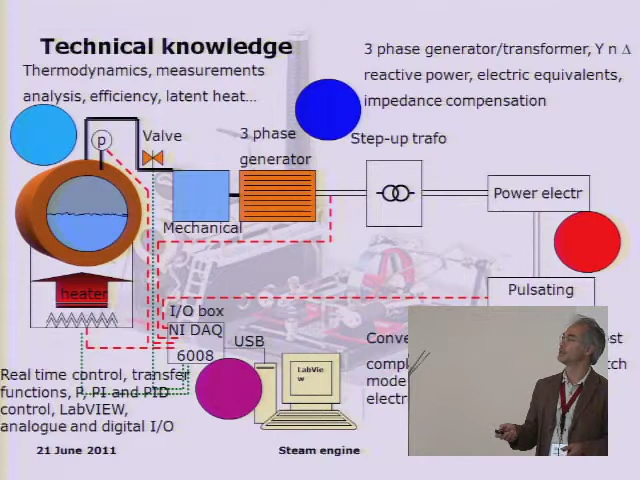 Technical knowledge
Thermodynamics, measurements
analysis, efficiency, latent heat...
3 phase generator/transformer, Y n Δ
reactive power, electric equivalents,
impedance compensation
p
Valve
3 phase
generator
Step-up trafo
Power electr
Mechanical
heater
Pulsating
I/O box
NI DAQ
6008
USB
LabVie
w
Real time control, transfer
functions, P, PI and PID
control, LabVIEW,
analogue and digital I/O
21 June 2011
Steam engine